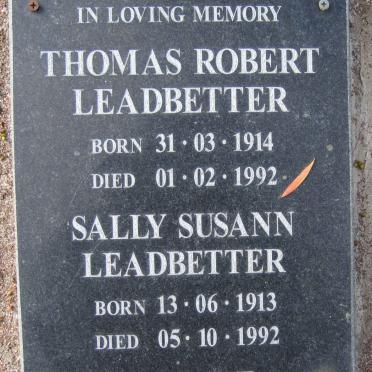 IN LOVING MEMORY
THOMAS ROBERT
LEADBETTER
BORN 31·03·1914
DIED 01·02·1992
SALLY SUSANN
LEADBETTER
BORN 13·06·1913
DIED 05·10·1992